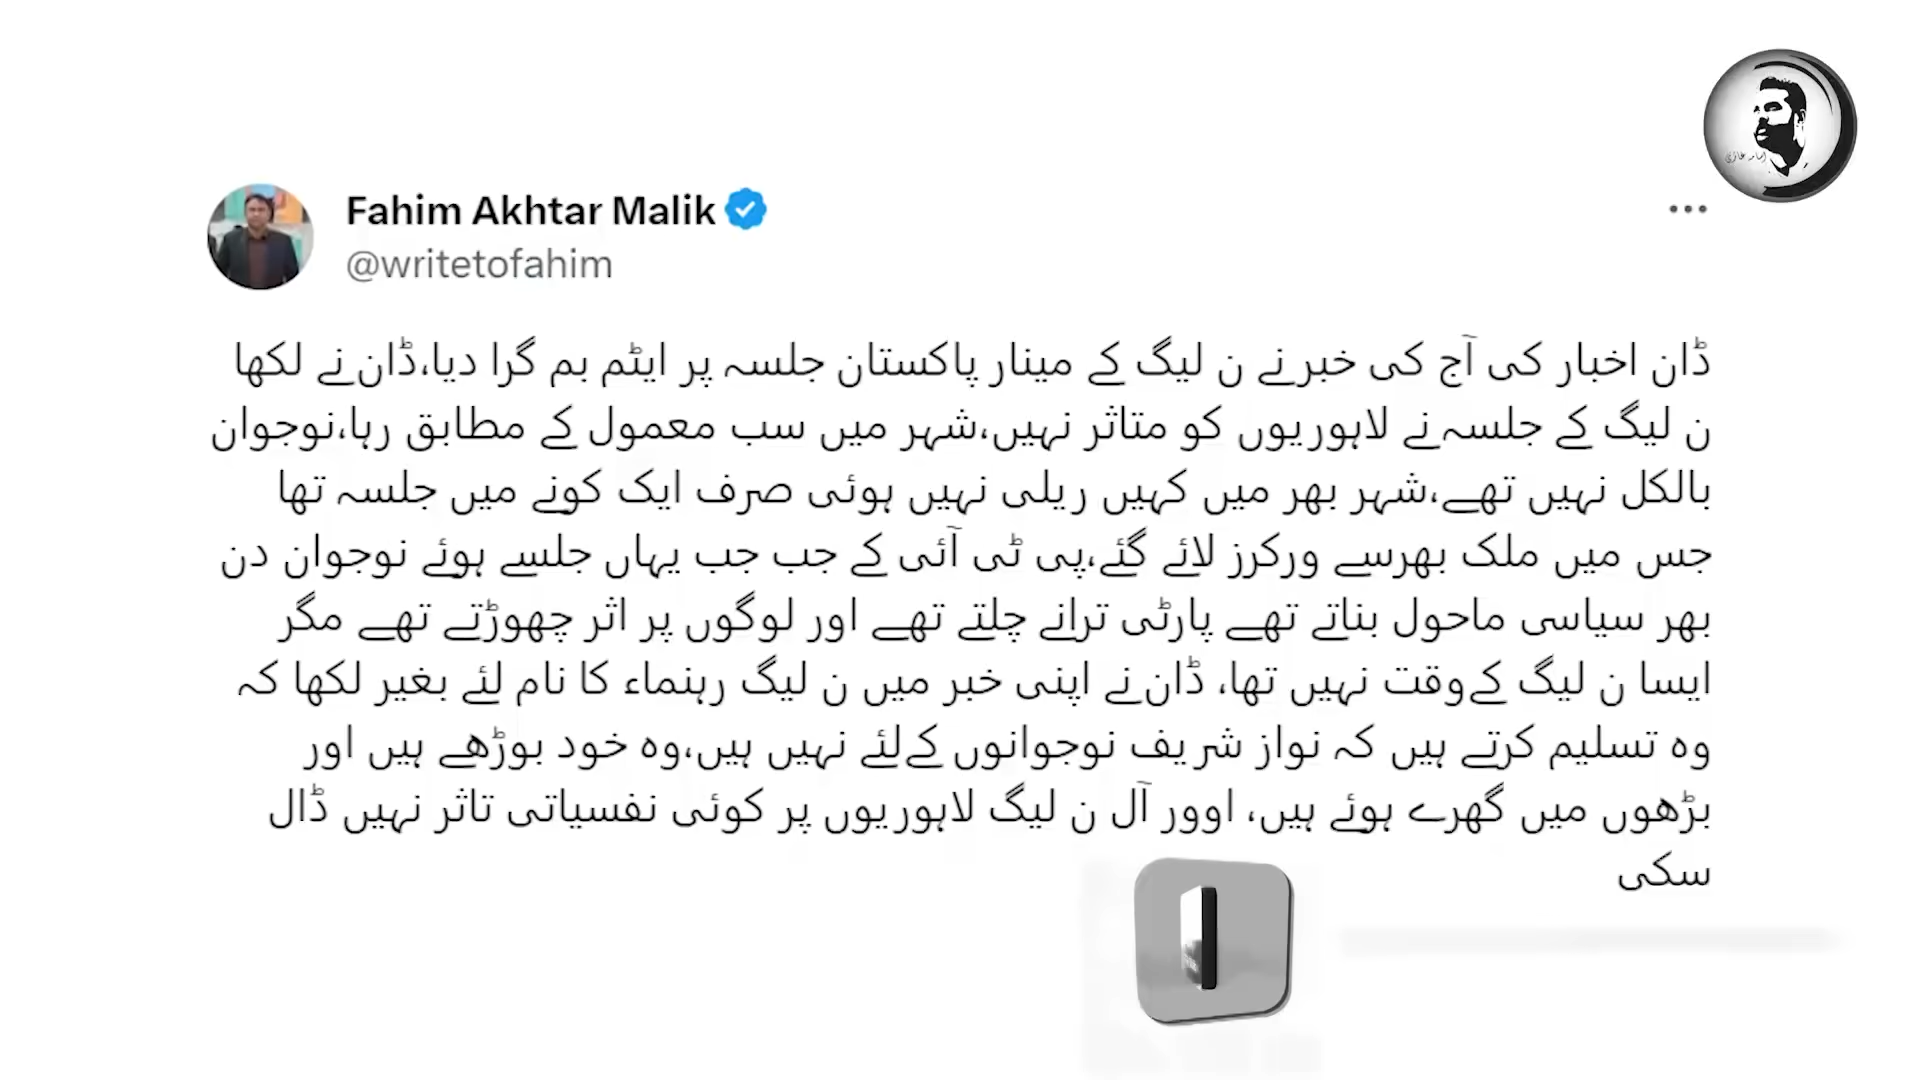 Fahim Akhtar Malik
@writetofahim
ڈان اخبار کی آج کی خبرنے ن لیگ کے مینار پاکستان جلسہ پر ایٹم بم گرا دیا،ڈان نے لکھا
ن لیگ کے جلسہ نے لاہوریوں کو متاثر نہیں،شہر میں سب معمول کے مطابق رہا،نوجوان
بالکل نہیں تھے،شہر بھر میں کہیں ریلی نہیں ہوئی صرف ایک کونے میں جلسہ تھا
جس میں ملک بھرسے ورکرز لائے گئے،پی ٹی آئی کے جب جب یہاں جلسے ہوئے نوجوان دن
بھر سیاسی ماحول بناتے تھے پارٹی ترانے چلتے تھے اور لوگوں پر اثر چھوڑتے تھے مگر
ایسا ن لیگ کےوقت نہیں تھا، ڈان نے اپنی خبر میں ن لیگ رہنماء کا نام لئے بغیر لکھا کہ
وہ تسلیم کرتے ہیں کہ نواز شریف نوجوانوں کےلئے نہیں ہیں،وہ خود بوڑھے ہیں اور
بڑھوں میں گھرے ہوئے ہیں، اوور آل ن لیگ لاہوریوں پر کوئی نفسیاتی تاثر نہیں ڈال
سکی